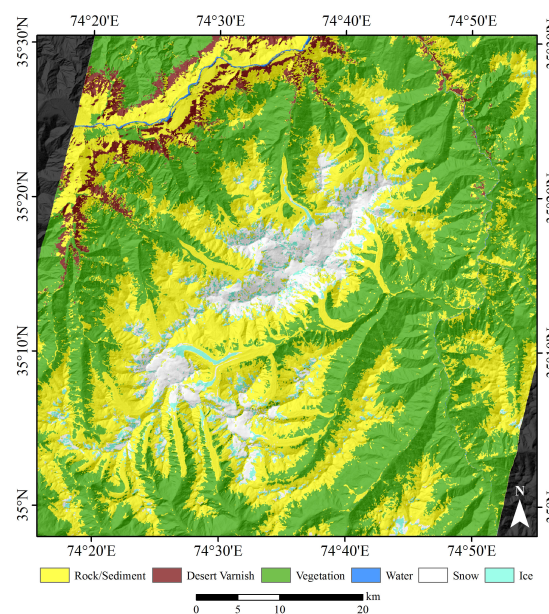 74°20'E 74°30'E 74°40'E 74°50'E
35°30'N
35°20'N
35°10'N
35°N
N
74°20'E 74°30'E 74°40'E 74°50'E
Rock/Sediment Desert Varnish Vegetation Water Snow Ice
km
0 5 10 20